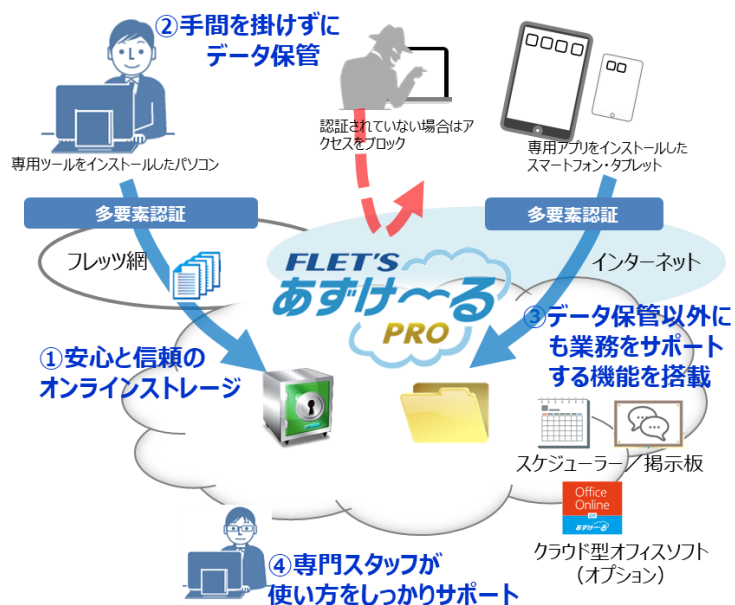 ②手間を掛けずに
データ保管
認証されていない場合はア
クセスをブロック
専用ツールをインストールしたパソコン
専用アプリをインストールした
スマートフォン・タブレット
多要素認証
多要素認証
フレッツ網
インターネット
FLET'S
あずけ〜る
PRO
①安心と信頼の
オンラインストレージ
③データ保管以外に
も業務をサポート
する機能を搭載
スケジューラー／掲示板
Office
Online
on
あずけ〜る
クラウド型オフィスソフト
（オプション）
④専門スタッフが
使い方をしっかりサポート